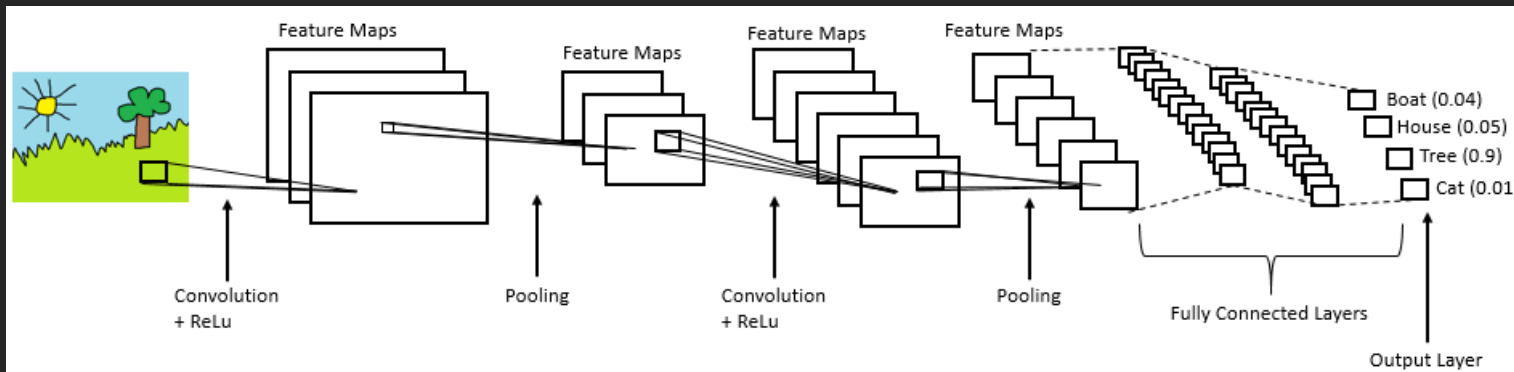 Feature Maps
Feature Maps
Feature Maps
Feature Maps
Boat (0.04)
House (0.05)
Tree (0.9)
Cat (0.01
Convolution
+ ReLu
Pooling
Convolution
+ ReLu
Pooling
Fully Connected Layers
Output Layer